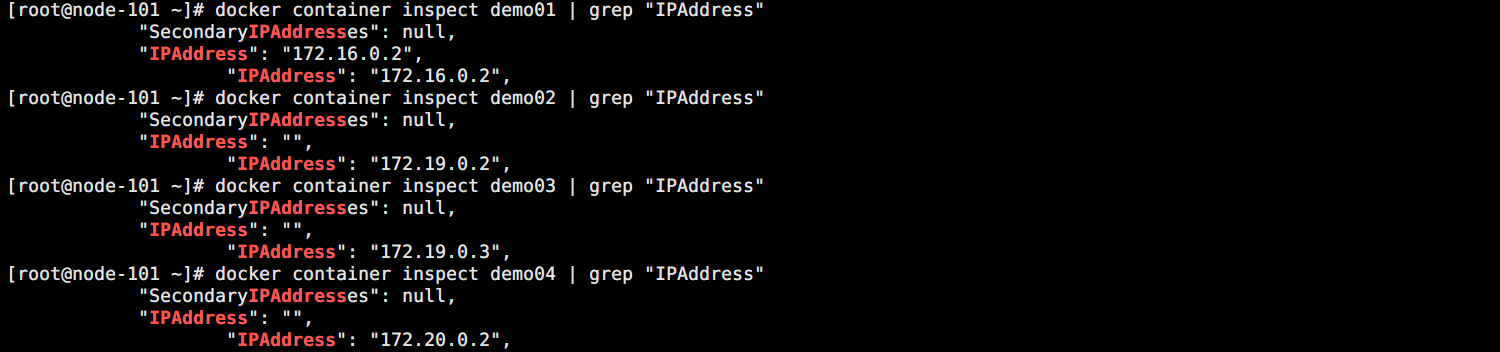 [root@node-101 ~]# docker container inspect demo01 | grep "IPAddress"
            "SecondaryIPAddresses": null,
            "IPAddress": "172.16.0.2",
                    "IPAddress": "172.16.0.2",
[root@node-101 ~]# docker container inspect demo02 | grep "IPAddress"
            "SecondaryIPAddresses": null,
            "IPAddress": "",
                    "IPAddress": "172.19.0.2",
[root@node-101 ~]# docker container inspect demo03 | grep "IPAddress"
            "SecondaryIPAddresses": null,
            "IPAddress": "",
                    "IPAddress": "172.19.0.3",
[root@node-101 ~]# docker container inspect demo04 | grep "IPAddress"
            "SecondaryIPAddresses": null,
            "IPAddress": "",
                    "IPAddress": "172.20.0.2",